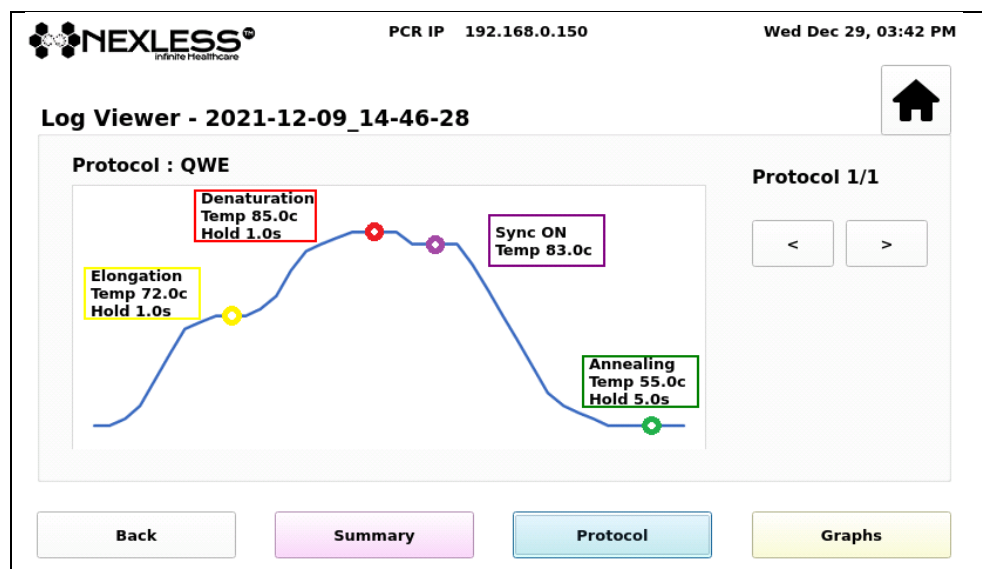 NEXLESS™
infinite Healthcare
PCR IP 192.168.0.150
Wed Dec 29, 03:42 PM
Log Viewer - 2021-12-09_14-46-28
Protocol : QWE
Protocol 1/1
Denaturation
Temp 85.0c
Hold 1.0s
Sync ON
Temp 83.0c
< >
Elongation
Temp 72.0c
Hold 1.0s
Annealing
Temp 55.0c
Hold 5.0s
Back
Summary
Protocol
Graphs